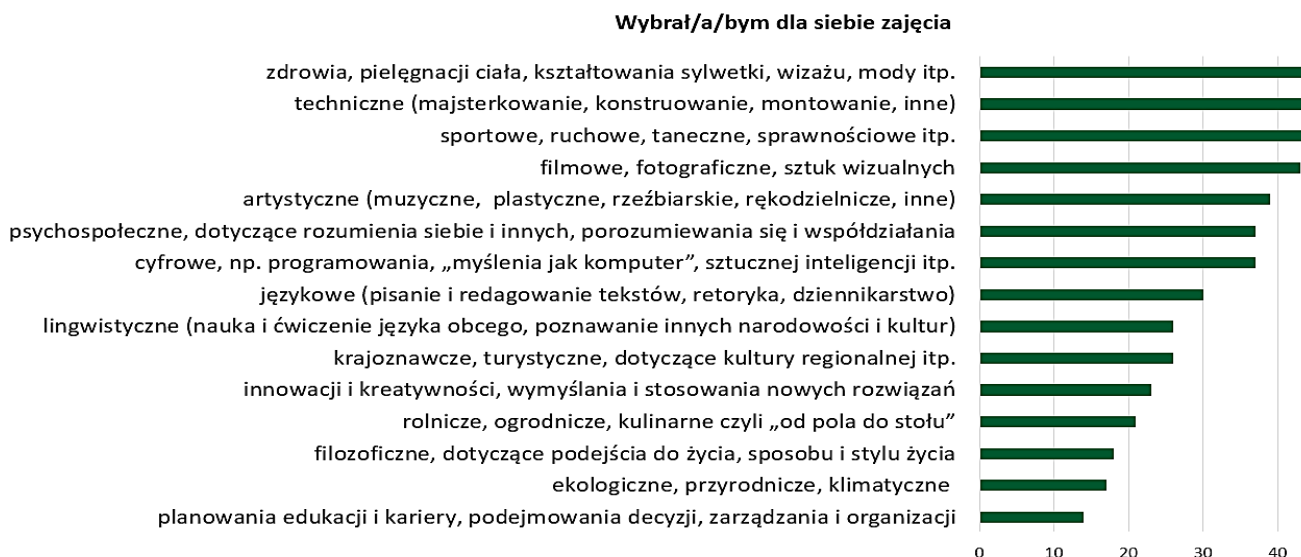 Wybrał/a/bym dla siebie zajęcia
zdrowia, pielęgnacji ciała, kształtowania sylwetki, wizażu, mody itp.
techniczne (majsterkowanie, konstruowanie, montowanie, inne)
sportowe, ruchowe, taneczne, sprawnościowe itp.
filmowe, fotograficzne, sztuk wizualnych
artystyczne (muzyczne, plastyczne, rzeźbiarskie, rękodzielnicze, inne)
psychospołeczne, dotyczące rozumienia siebie i innych, porozumiewania się i współdziałania
cyfrowe, np. programowania, „myślenia jak komputer”, sztucznej inteligencji itp.
językowe (pisanie i redagowanie tekstów, retoryka, dziennikarstwo)
lingwistyczne (nauka i ćwiczenie języka obcego, poznawanie innych narodowości i kultur)
krajoznawcze, turystyczne, dotyczące kultury regionalnej itp.
innowacji i kreatywności, wymyślania i stosowania nowych rozwiązań
rolnicze, ogrodnicze, kulinarne czyli „od pola do stołu”
filozoficzne, dotyczące podejścia do życia, sposobu i stylu życia
ekologiczne, przyrodnicze, klimatyczne
planowania edukacji i kariery, podejmowania decyzji, zarządzania i organizacji
0 10 20 30 40